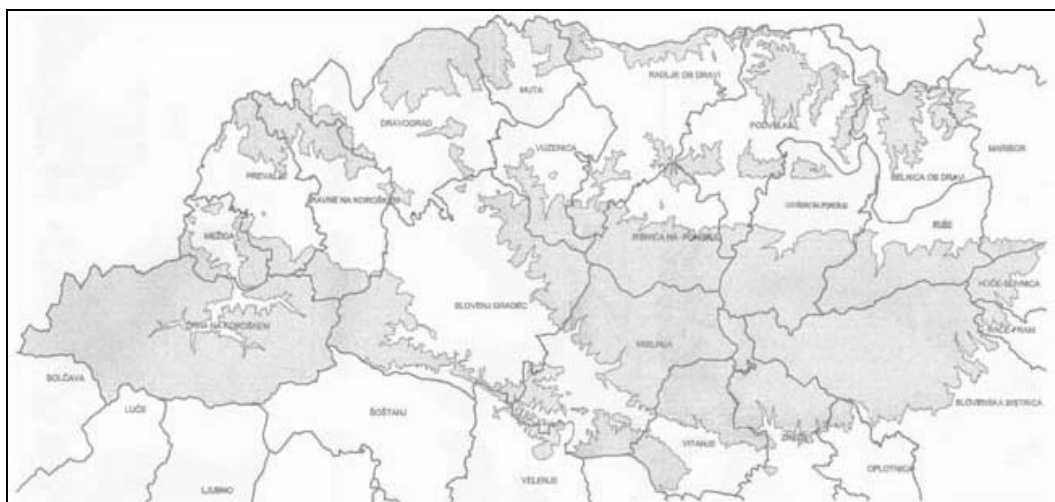 RADLJE OB DRAVI
MUTA
DRAVOGRAD
PODVELKA
VUZENICA
MARIBOR
PREVALJE
SELNICA OB DRAVI
RAVNE NA KOROŠKEM
RUŠE
MEŽICA
RIBNICA NA POHORJU
HOČE-SLIVNICA
SLOVENJ GRADEC
ČRNA NA KOROŠKEM
RAČE-FRAM
MISLINJA
SOLČAVA
SLOVENSKA BISTRICA
LUČE
ŠOŠTANJ
VITANJE
ZREČE
OPLOTNICA
VELENJE
LJUBNO